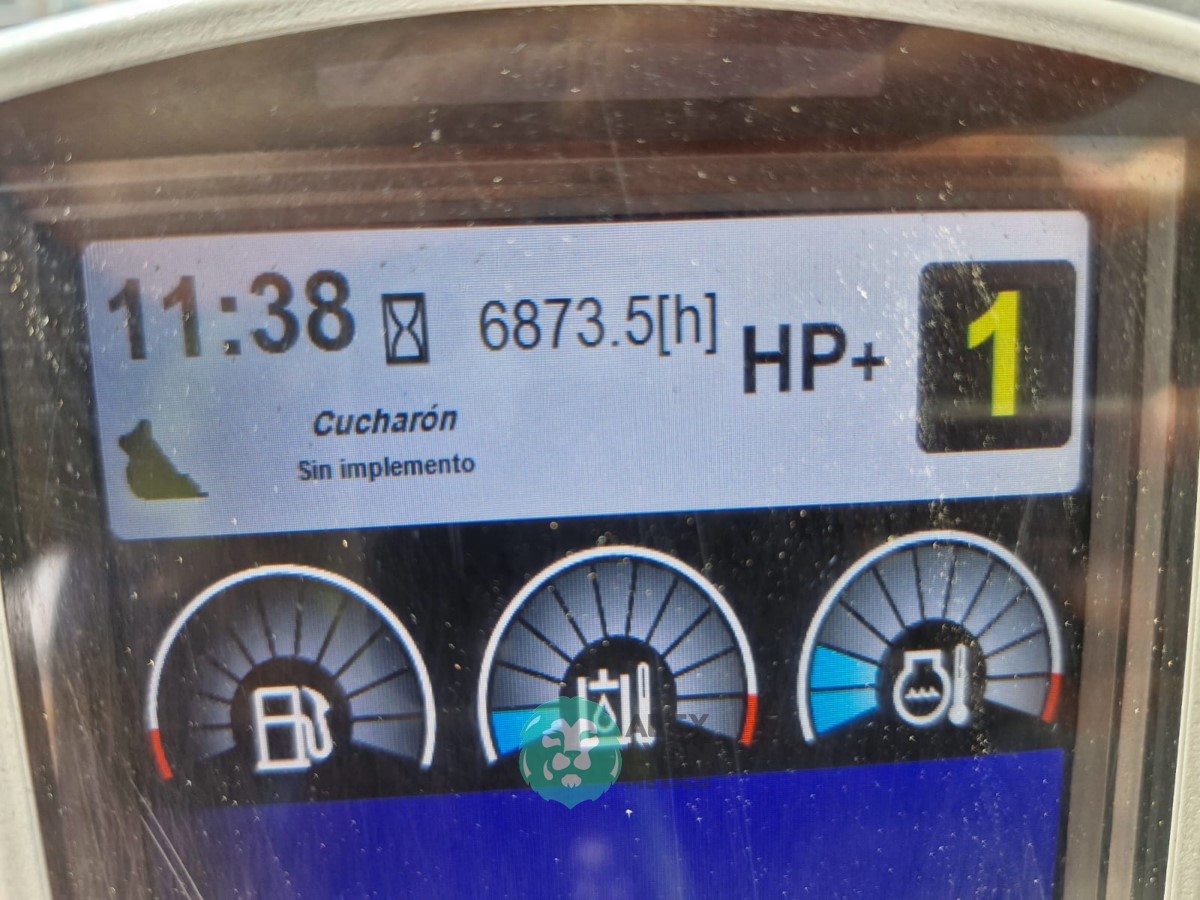 11:38 6873.5[h] HP+ 1
Cucharón
Sin implemento